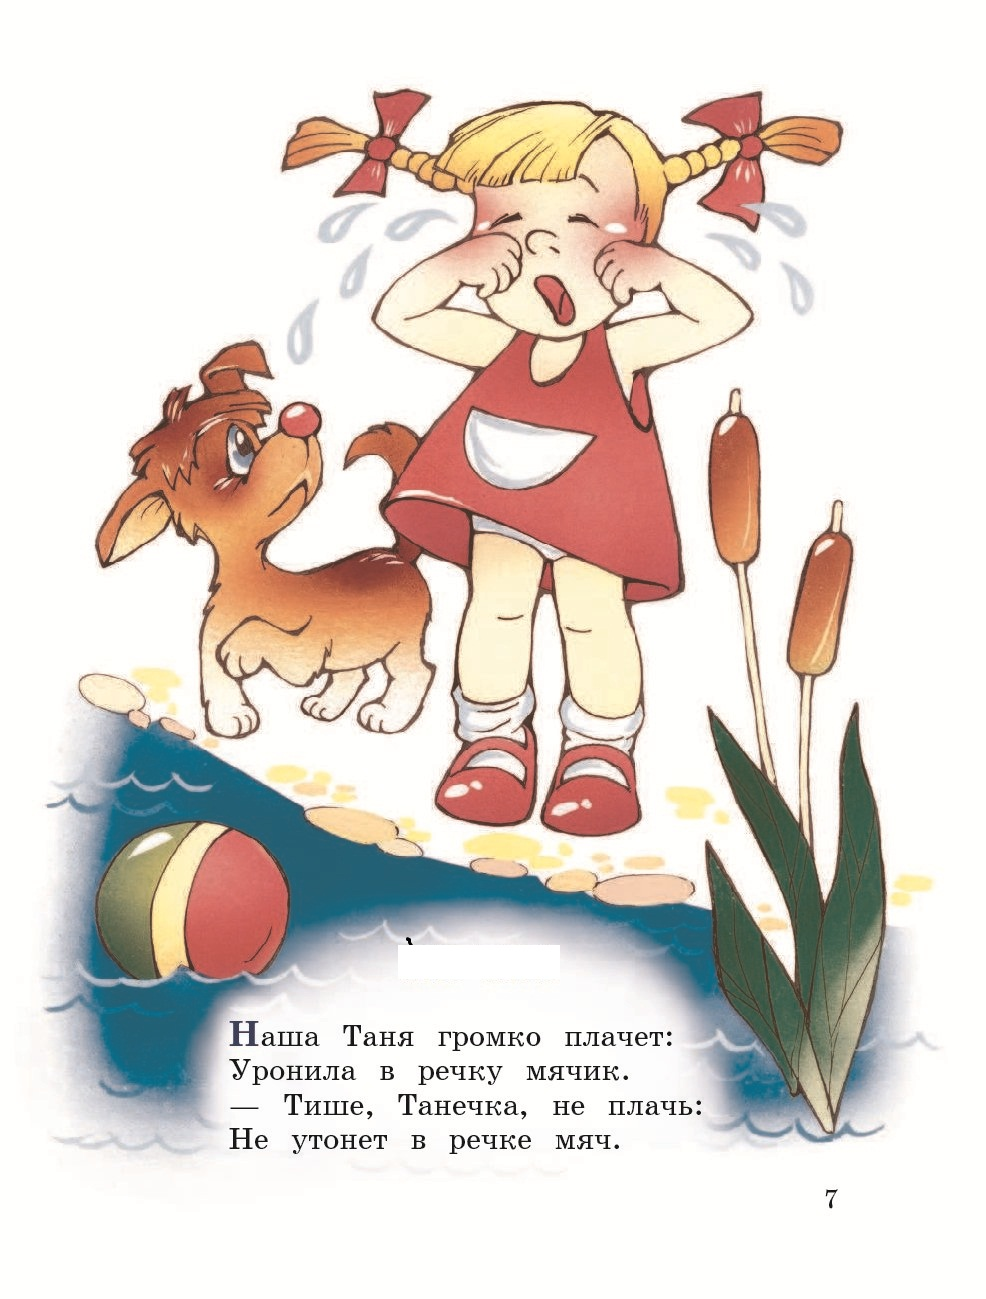 Наша Таня громко плачет:
Уронила в речку мячик.
— Тише, Танечка, не плачь:
Не утонет в речке мяч.
7